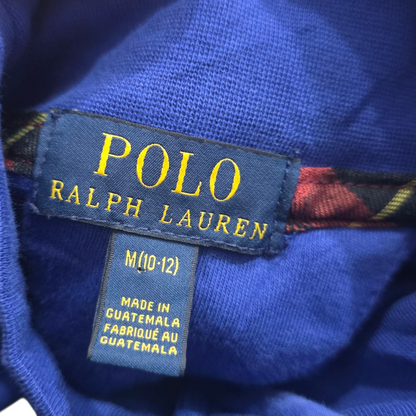 POLO
RALPH LAUREN
M(10-12)
MADE IN
GUATEMALA
FABRIQUÉ AU
GUATEMALA